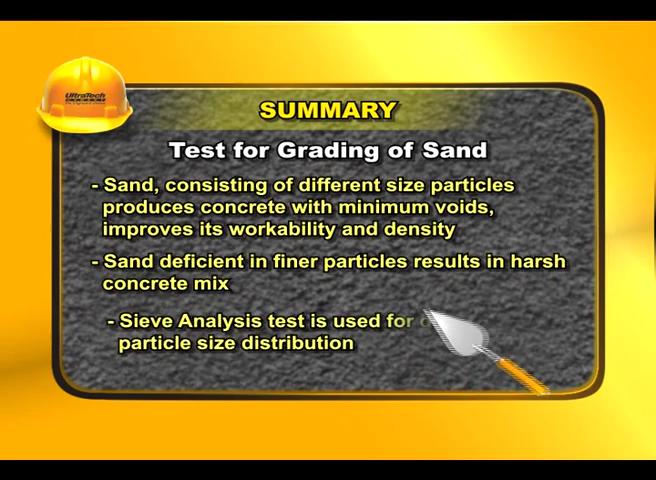 UltraTech
CEMENT
SUMMARY
Test for Grading of Sand
- Sand, consisting of different size particles
produces concrete with minimum voids,
improves its workability and density
- Sand deficient in finer particles results in harsh
concrete mix
- Sieve Analysis test is used for
particle size distribution